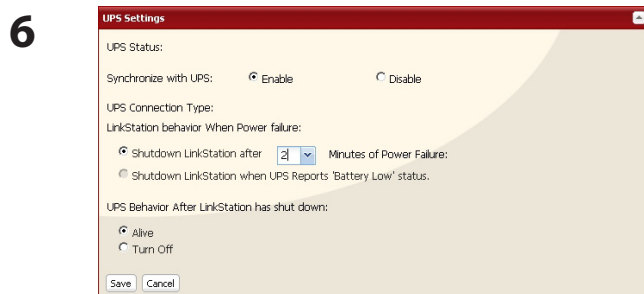 6
UPS Settings
UPS Status:
Synchronize with UPS: Enable Disable
UPS Connection Type:
LinkStation behavior When Power failure:
Shutdown LinkStation after 2 Minutes of Power Failure:
Shutdown LinkStation when UPS Reports 'Battery Low' status.
UPS Behavior After LinkStation has shut down:
Alive
Turn Off
Save Cancel